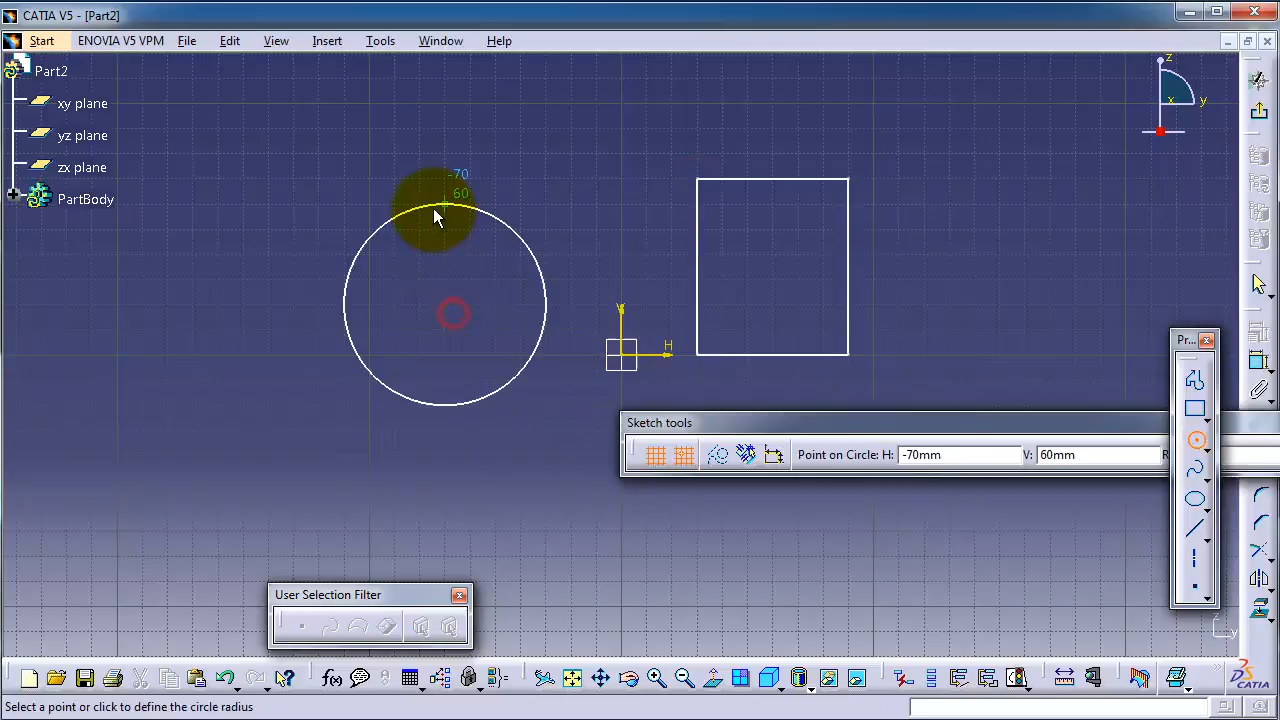 CATIA V5 - [Part2]
Start ENOVIA V5 VPM File Edit View Insert Tools Window Help
Part2
xy plane
yz plane
zx plane
PartBody
z
x
y
-70
60
V
H
Pr...
Sketch tools
Point on Circle: H: -70mm V: 60mm R
User Selection Filter
z
y
f(x)
CATIA
Select a point or click to define the circle radius